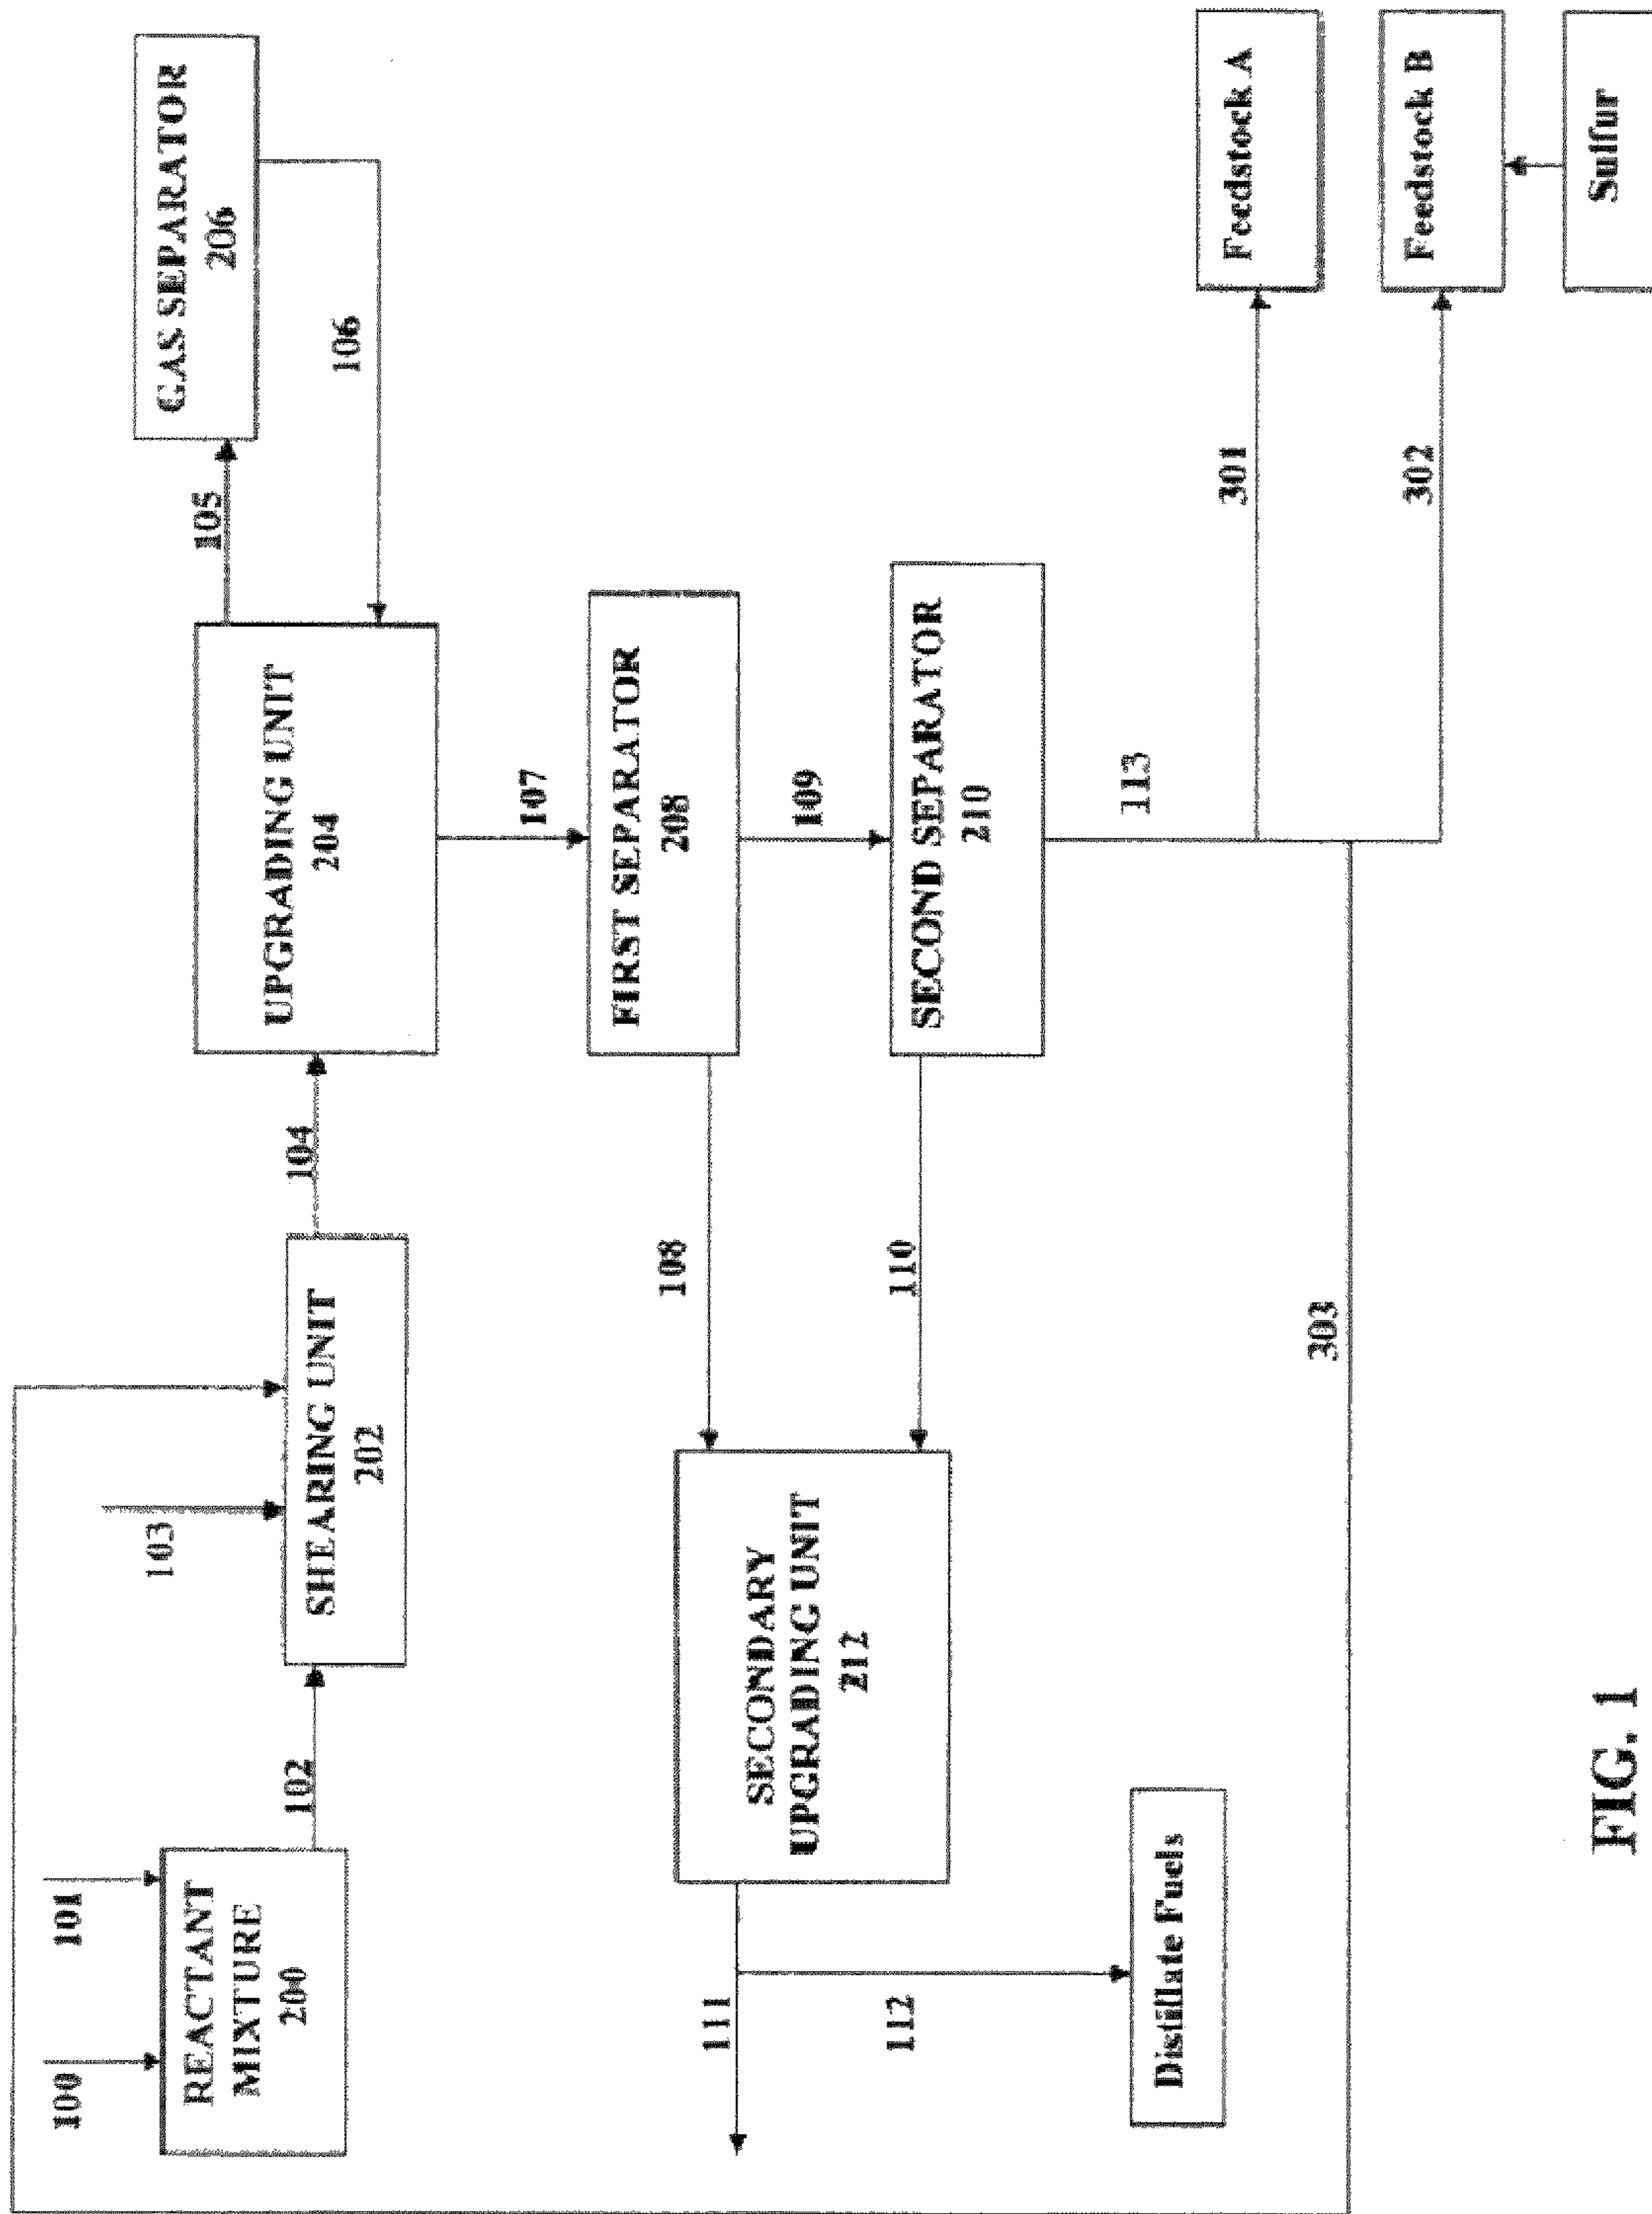 100
101
REACTANT
MIXTURE
200
102
103
SHEARING UNIT
202
104
UPGRADING UNIT
204
105
GAS SEPARATOR
206
106
107
FIRST SEPARATOR
208
108
109
SECOND SEPARATOR
210
110
SECONDARY
UPGRADING UNIT
212
111
112
Distillate Fuels
113
301
Feedstock A
302
Feedstock B
Sulfur
303
FIG. 1